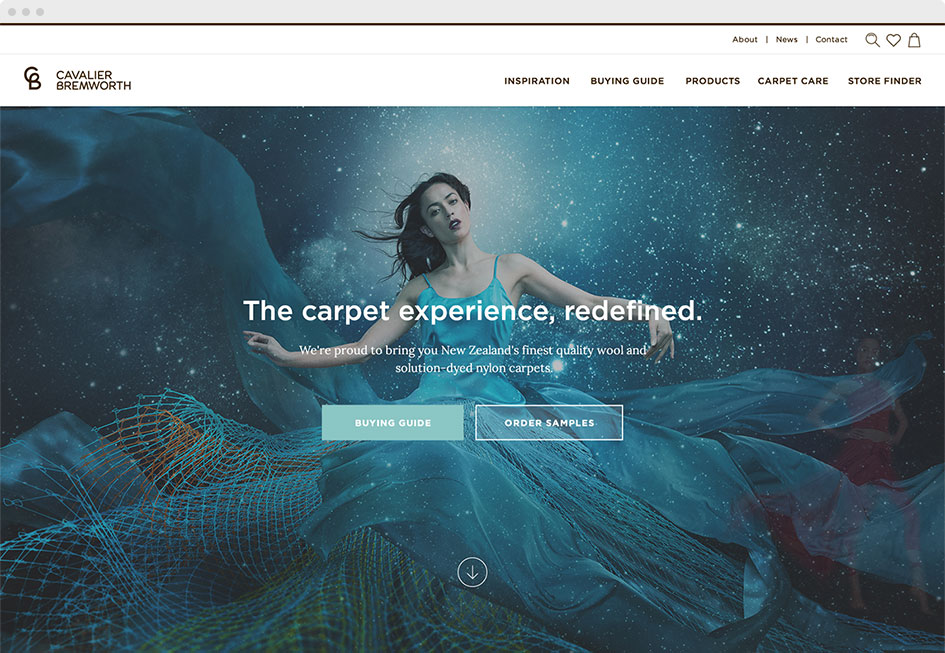 About | News | Contact
CB CAVALIER
BREMWORTH
INSPIRATION BUYING GUIDE PRODUCTS CARPET CARE STORE FINDER
The carpet experience, redefined.
We're proud to bring you New Zealand's finest quality wool and
solution-dyed nylon carpets.
BUYING GUIDE ORDER SAMPLES